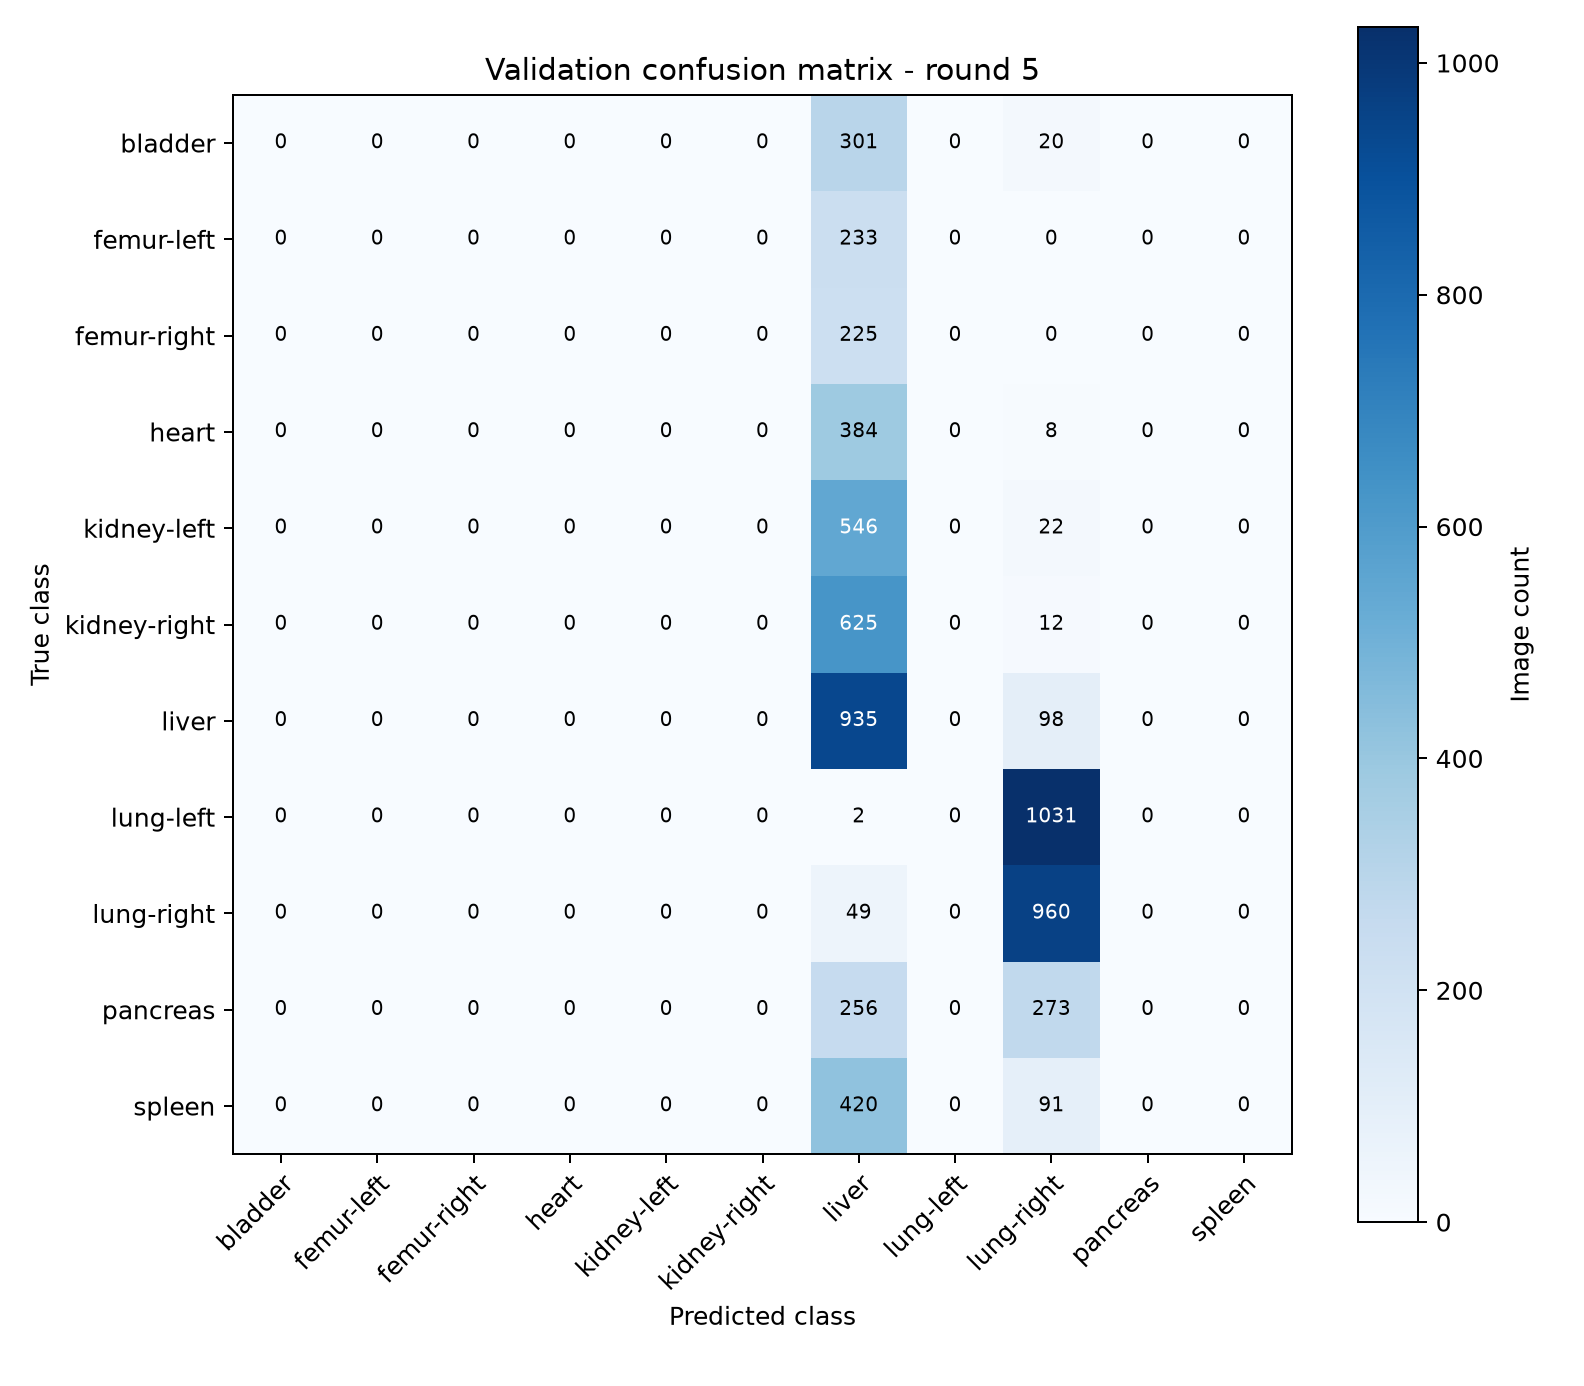 Validation confusion matrix - round 5
bladder 0 0 0 0 0 0 301 0 20 0 0
femur-left 0 0 0 0 0 0 233 0 0 0 0
femur-right 0 0 0 0 0 0 225 0 0 0 0
heart 0 0 0 0 0 0 384 0 8 0 0
kidney-left 0 0 0 0 0 0 546 0 22 0 0
kidney-right 0 0 0 0 0 0 625 0 12 0 0
liver 0 0 0 0 0 0 935 0 98 0 0
lung-left 0 0 0 0 0 0 2 0 1031 0 0
lung-right 0 0 0 0 0 0 49 0 960 0 0
pancreas 0 0 0 0 0 0 256 0 273 0 0
spleen 0 0 0 0 0 0 420 0 91 0 0
True class
bladder femur-left femur-right heart kidney-left kidney-right liver lung-left lung-right pancreas spleen
Predicted class
1000
800
600
400
200
0
Image count